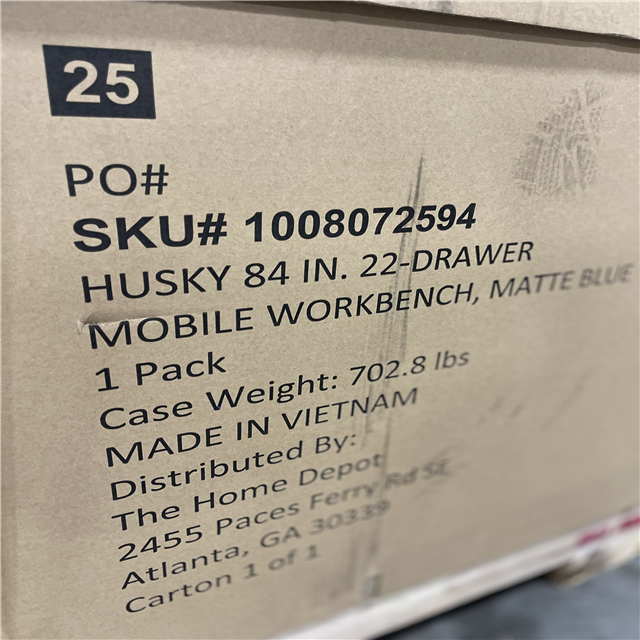 25
PO#
SKU# 1008072594
HUSKY 84 IN. 22-DRAWER
MOBILE WORKBENCH, MATTE BLUE
1 Pack
Case Weight: 702.8 lbs
MADE IN VIETNAM
Distributed By:
The Home Depot
2455 Paces Ferry Rd SE
Atlanta, GA 30339
Carton 1 of 1